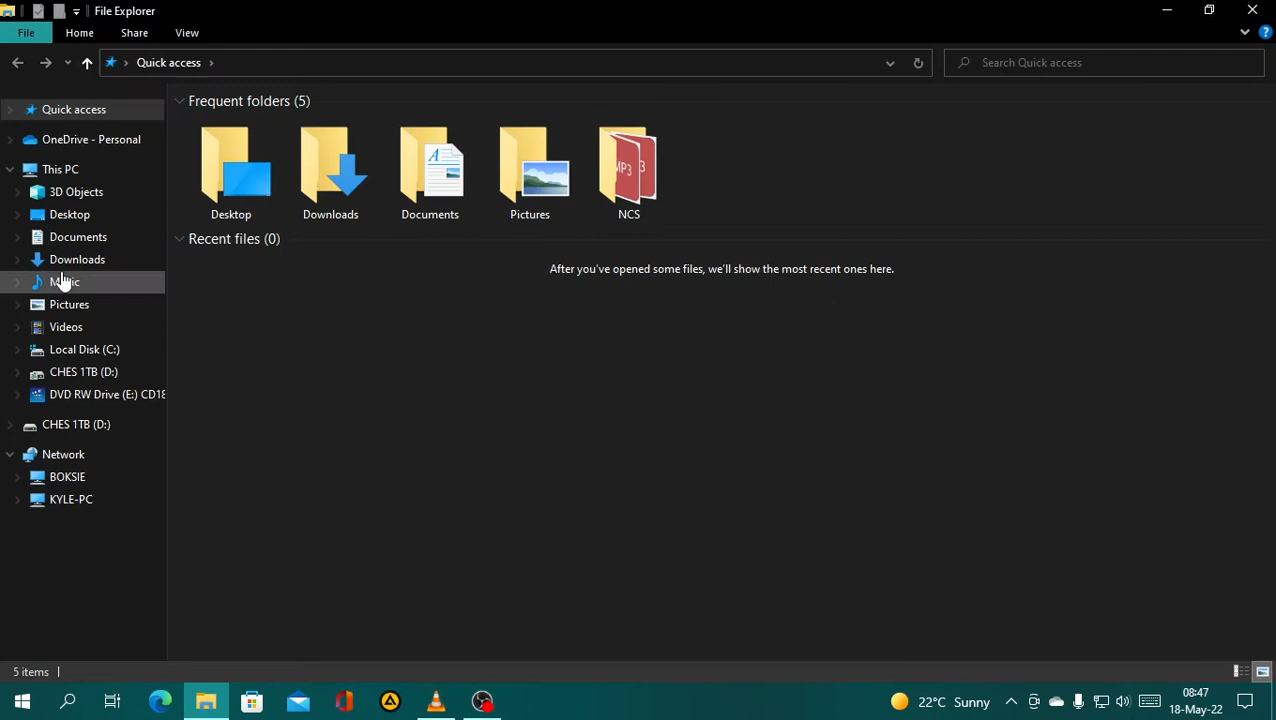 File Explorer
File Home Share View
Quick access
Search Quick access
Quick access
OneDrive - Personal
This PC
3D Objects
Desktop
Documents
Downloads
Pictures
Videos
Local Disk (C:)
CHES 1TB (D:)
DVD RW Drive (E:) CD18
CHES 1TB (D:)
Network
BOKSIE
KYLE-PC
Frequent folders (5)
Desktop Downloads Documents Pictures NCS
Recent files (0)
After you've opened some files, we'll show the most recent ones here.
5 items
22°C Sunny
08:47
18-May-22